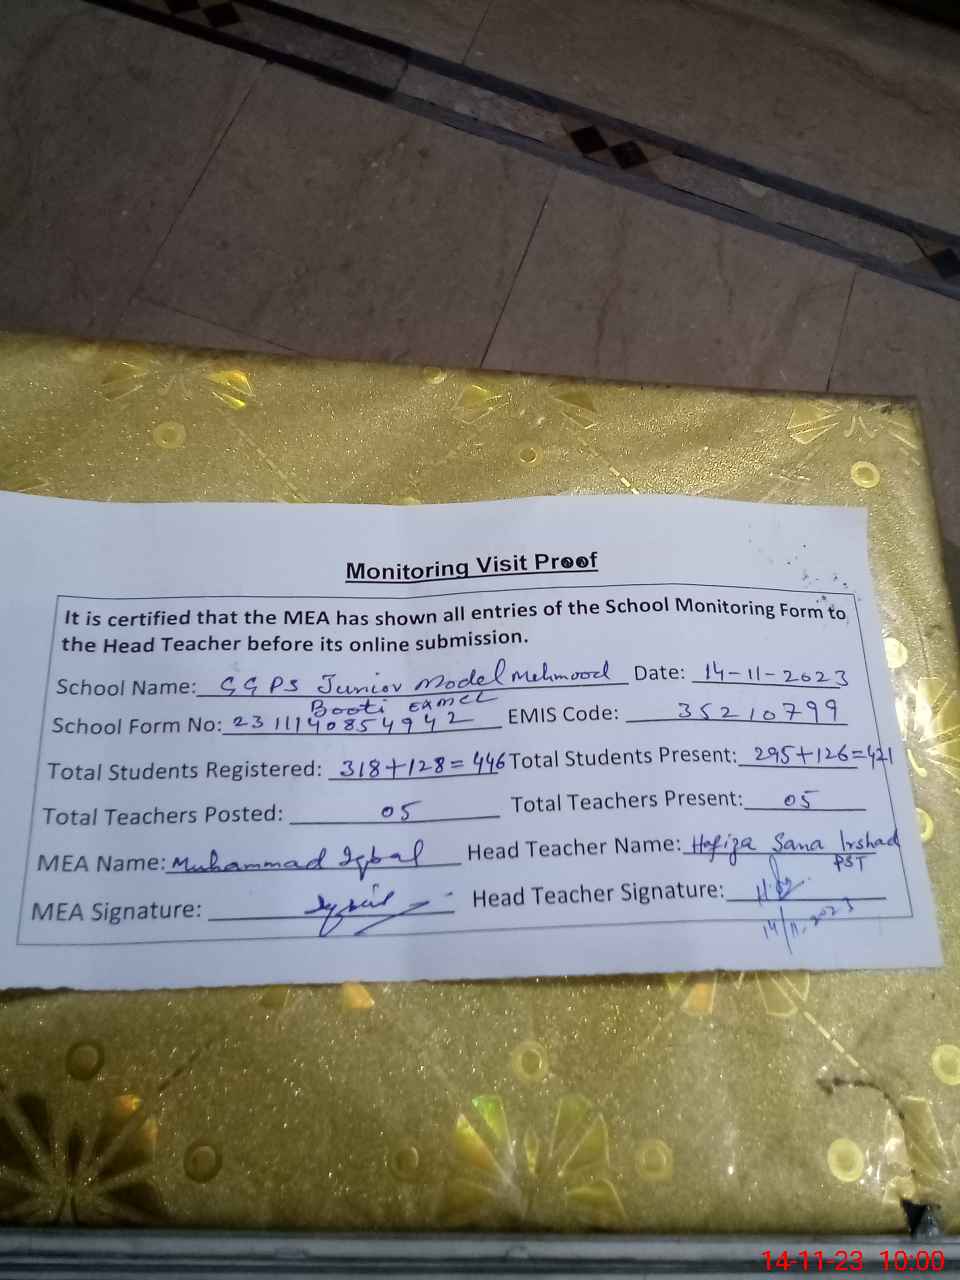 Monitoring Visit Proof
It is certified that the MEA has shown all entries of the School Monitoring Form to
the Head Teacher before its online submission.
School Name: GGPS Junior Model Mehmood Date: 14-11-2023
Booti
School Form No: 2311140854942 EMIS Code: 35210799
Total Students Registered: 318+128=446 Total Students Present: 295+126=421
Total Teachers Posted: 05 Total Teachers Present: 05
MEA Name: Muhammad Iqbal Head Teacher Name: Hafiza Sana Irshad
PST
MEA Signature: Head Teacher Signature:
14/11.2023
14-11-23 10:00